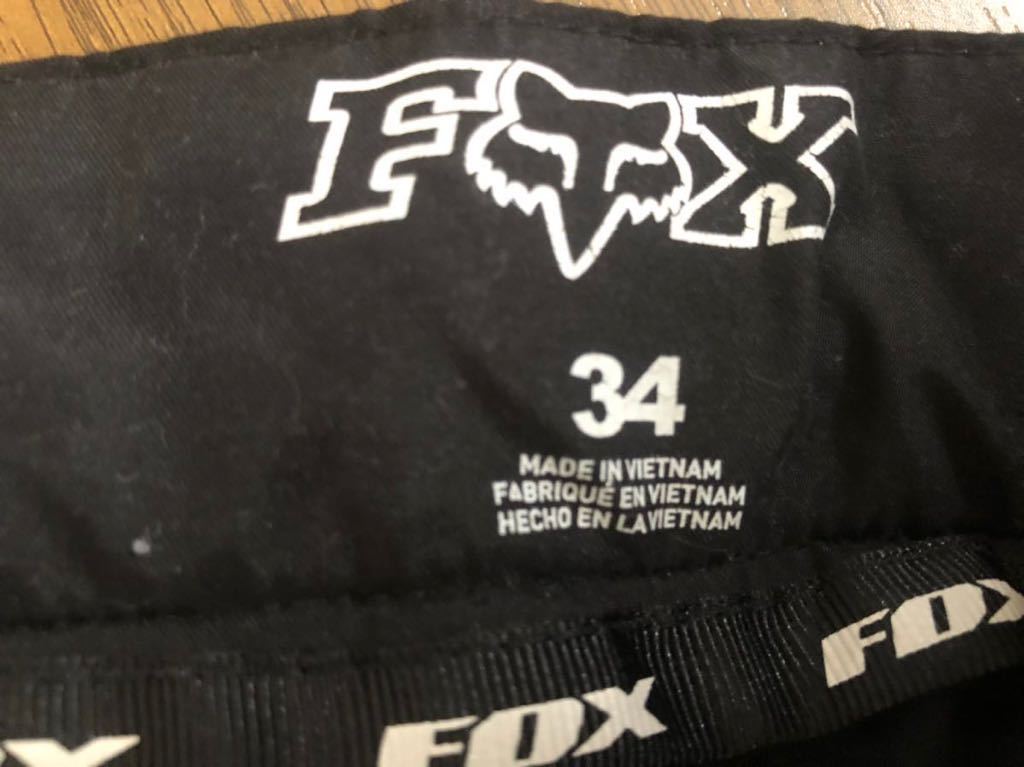 FOX
34
MADE IN VIETNAM
FABRIQUÉ EN VIETNAM
HECHO EN LA VIETNAM
FOX
FOX
X